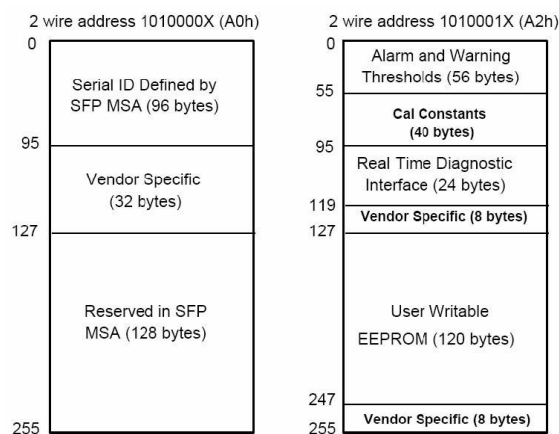 2 wire address 1010000X (A0h)
0
Serial ID Defined by
SFP MSA (96 bytes)
95
Vendor Specific
(32 bytes)
127
Reserved in SFP
MSA (128 bytes)
255
2 wire address 1010001X (A2h)
0
Alarm and Warning
Thresholds (56 bytes)
55
Cal Constants
(40 bytes)
95
Real Time Diagnostic
Interface (24 bytes)
119
Vendor Specific (8 bytes)
127
User Writable
EEPROM (120 bytes)
247
Vendor Specific (8 bytes)
255